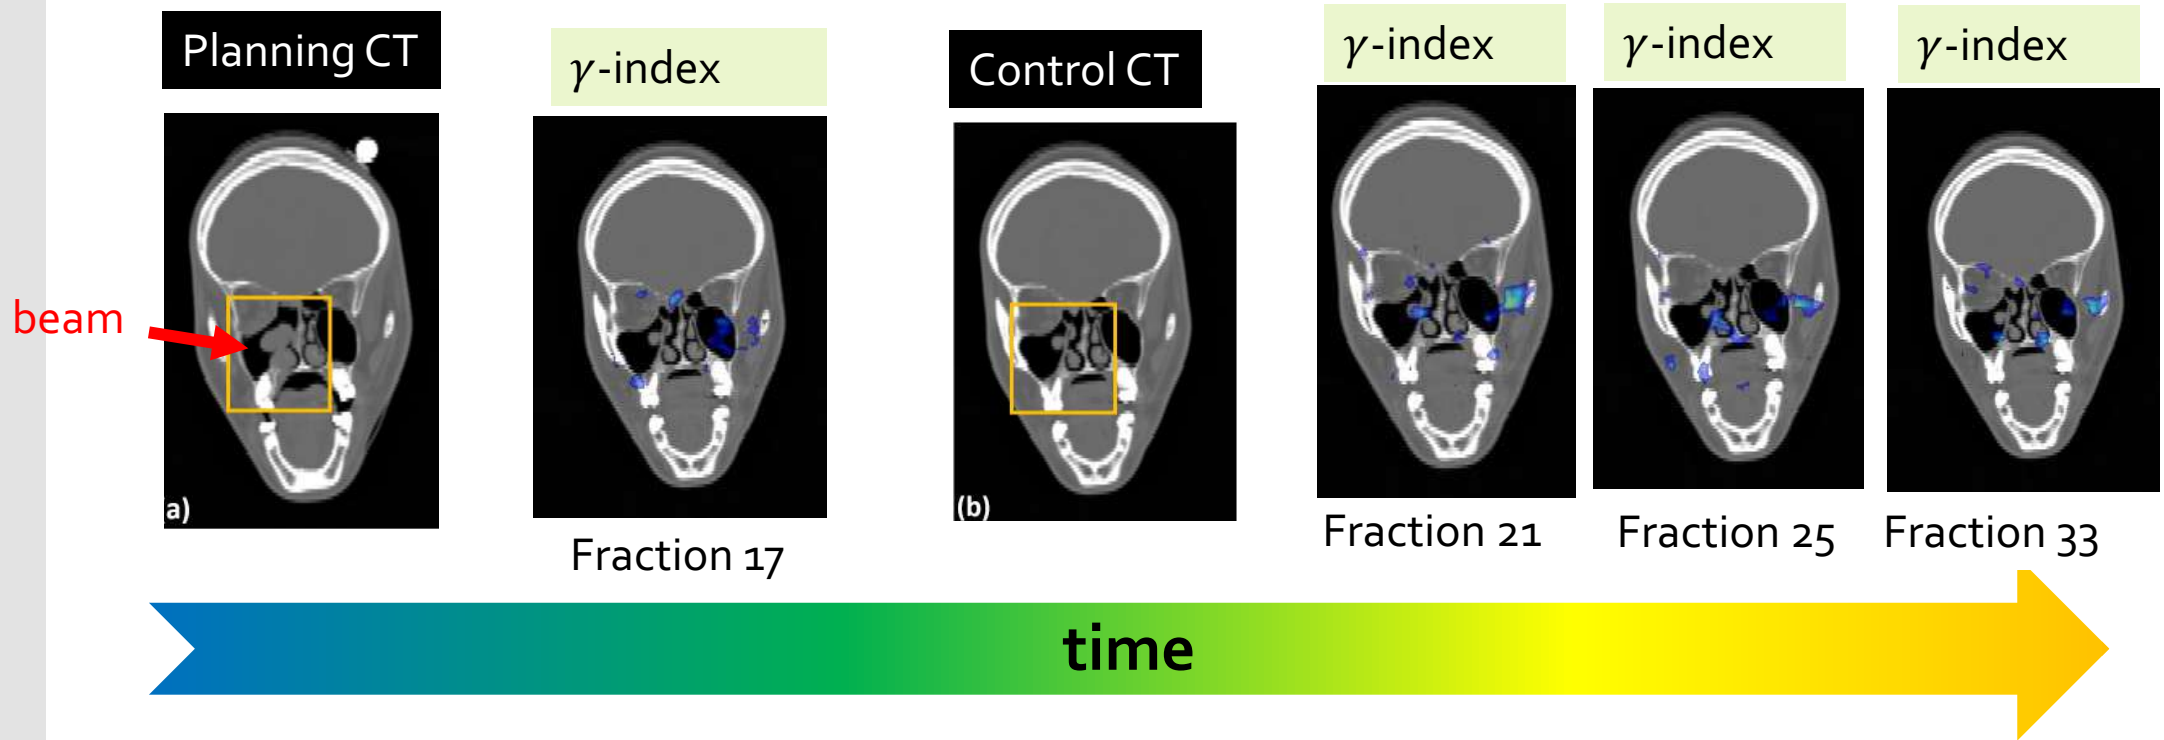 Planning CT
γ-index
Control CT
γ-index
γ-index
γ-index
beam
a)
(b)
Fraction 17
Fraction 21
Fraction 25
Fraction 33
time